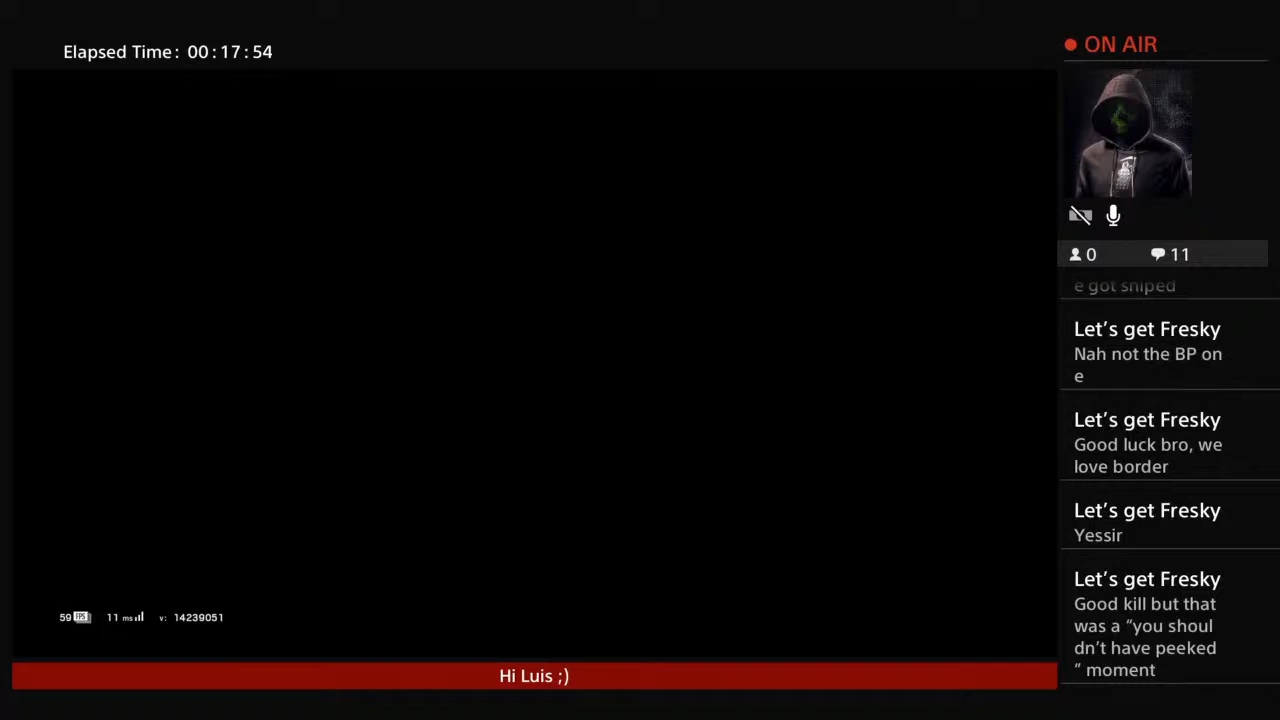 Elapsed Time: 00:17:54
ON AIR
0 11
e got sniped
Let’s get Fresky
Nah not the BP on
e
Let’s get Fresky
Good luck bro, we
love border
Let’s get Fresky
Yessir
Let’s get Fresky
Good kill but that
was a “you shoul
dn’t have peeked
” moment
59 FPS 11 ms v: 14239051
Hi Luis ;)